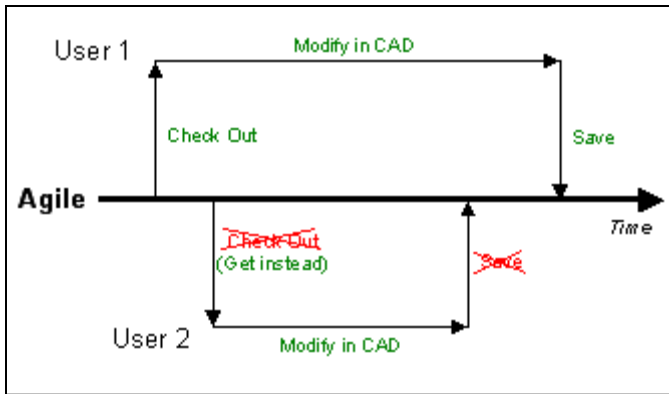 User 1
Modify in CAD
Check Out
Save
Agile
Time
Check Out
(Get instead)
Save
User 2
Modify in CAD